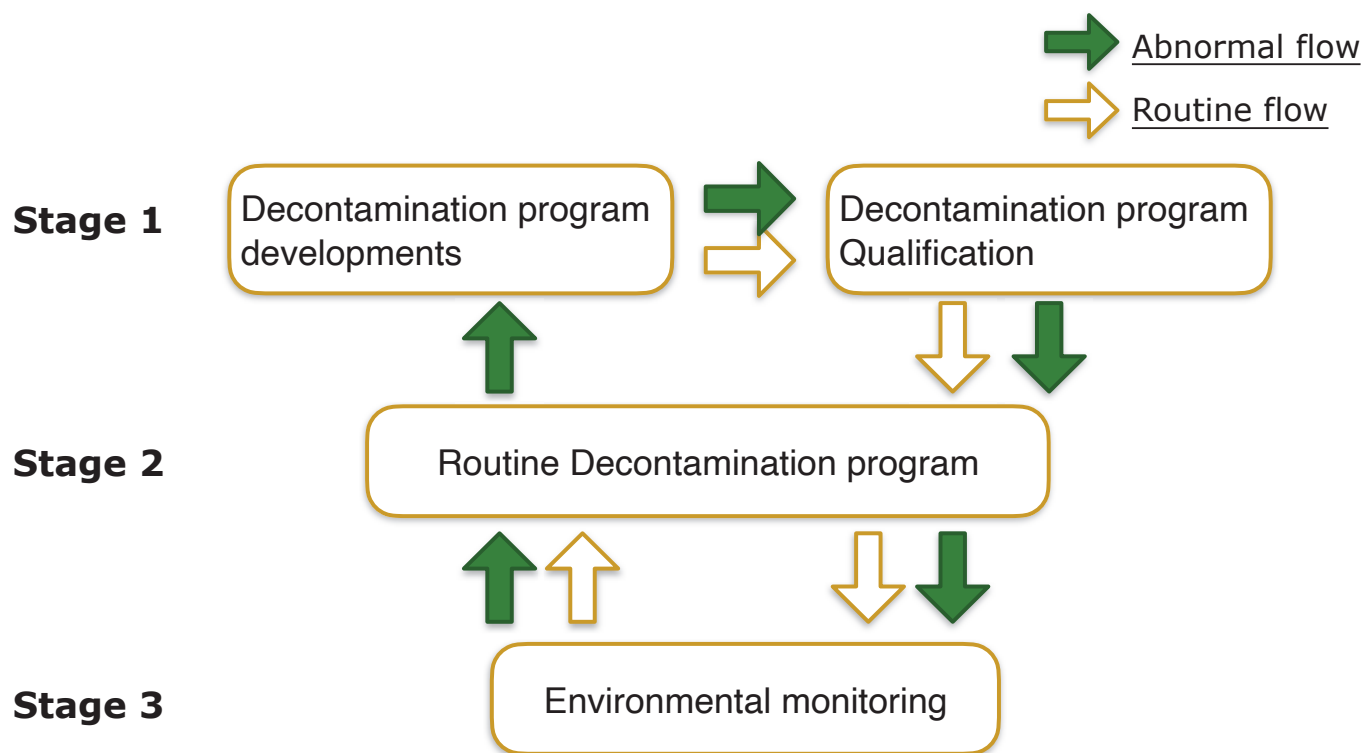 Abnormal flow
Routine flow
Stage 1
Decontamination program
developments
Decontamination program
Qualification
Stage 2
Routine Decontamination program
Stage 3
Environmental monitoring